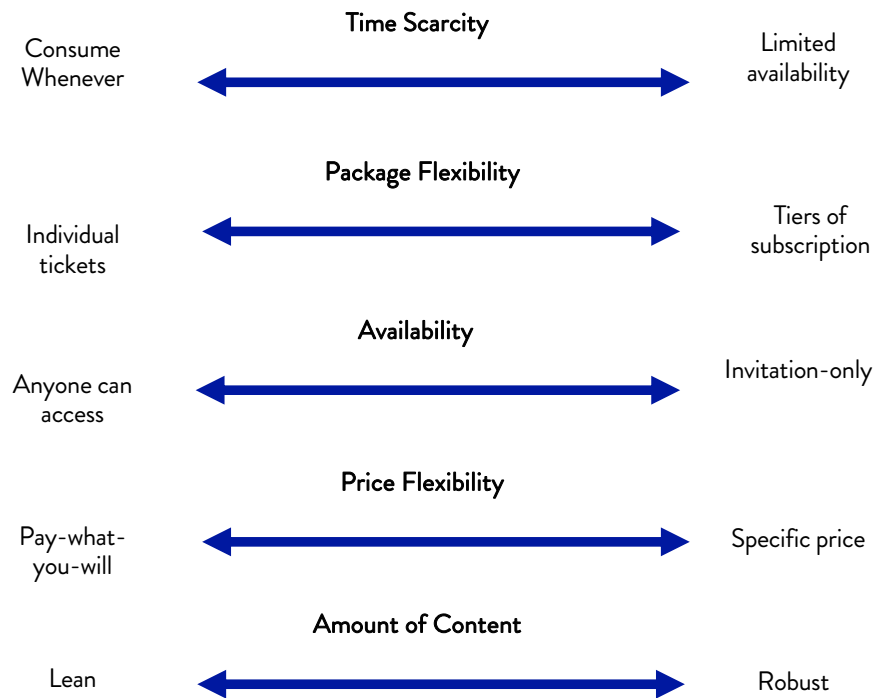 Time Scarcity
Consume
Whenever
Limited
availability
Package Flexibility
Individual
tickets
Tiers of
subscription
Availability
Anyone can
access
Invitation-only
Price Flexibility
Pay-what-
you-will
Specific price
Amount of Content
Lean
Robust